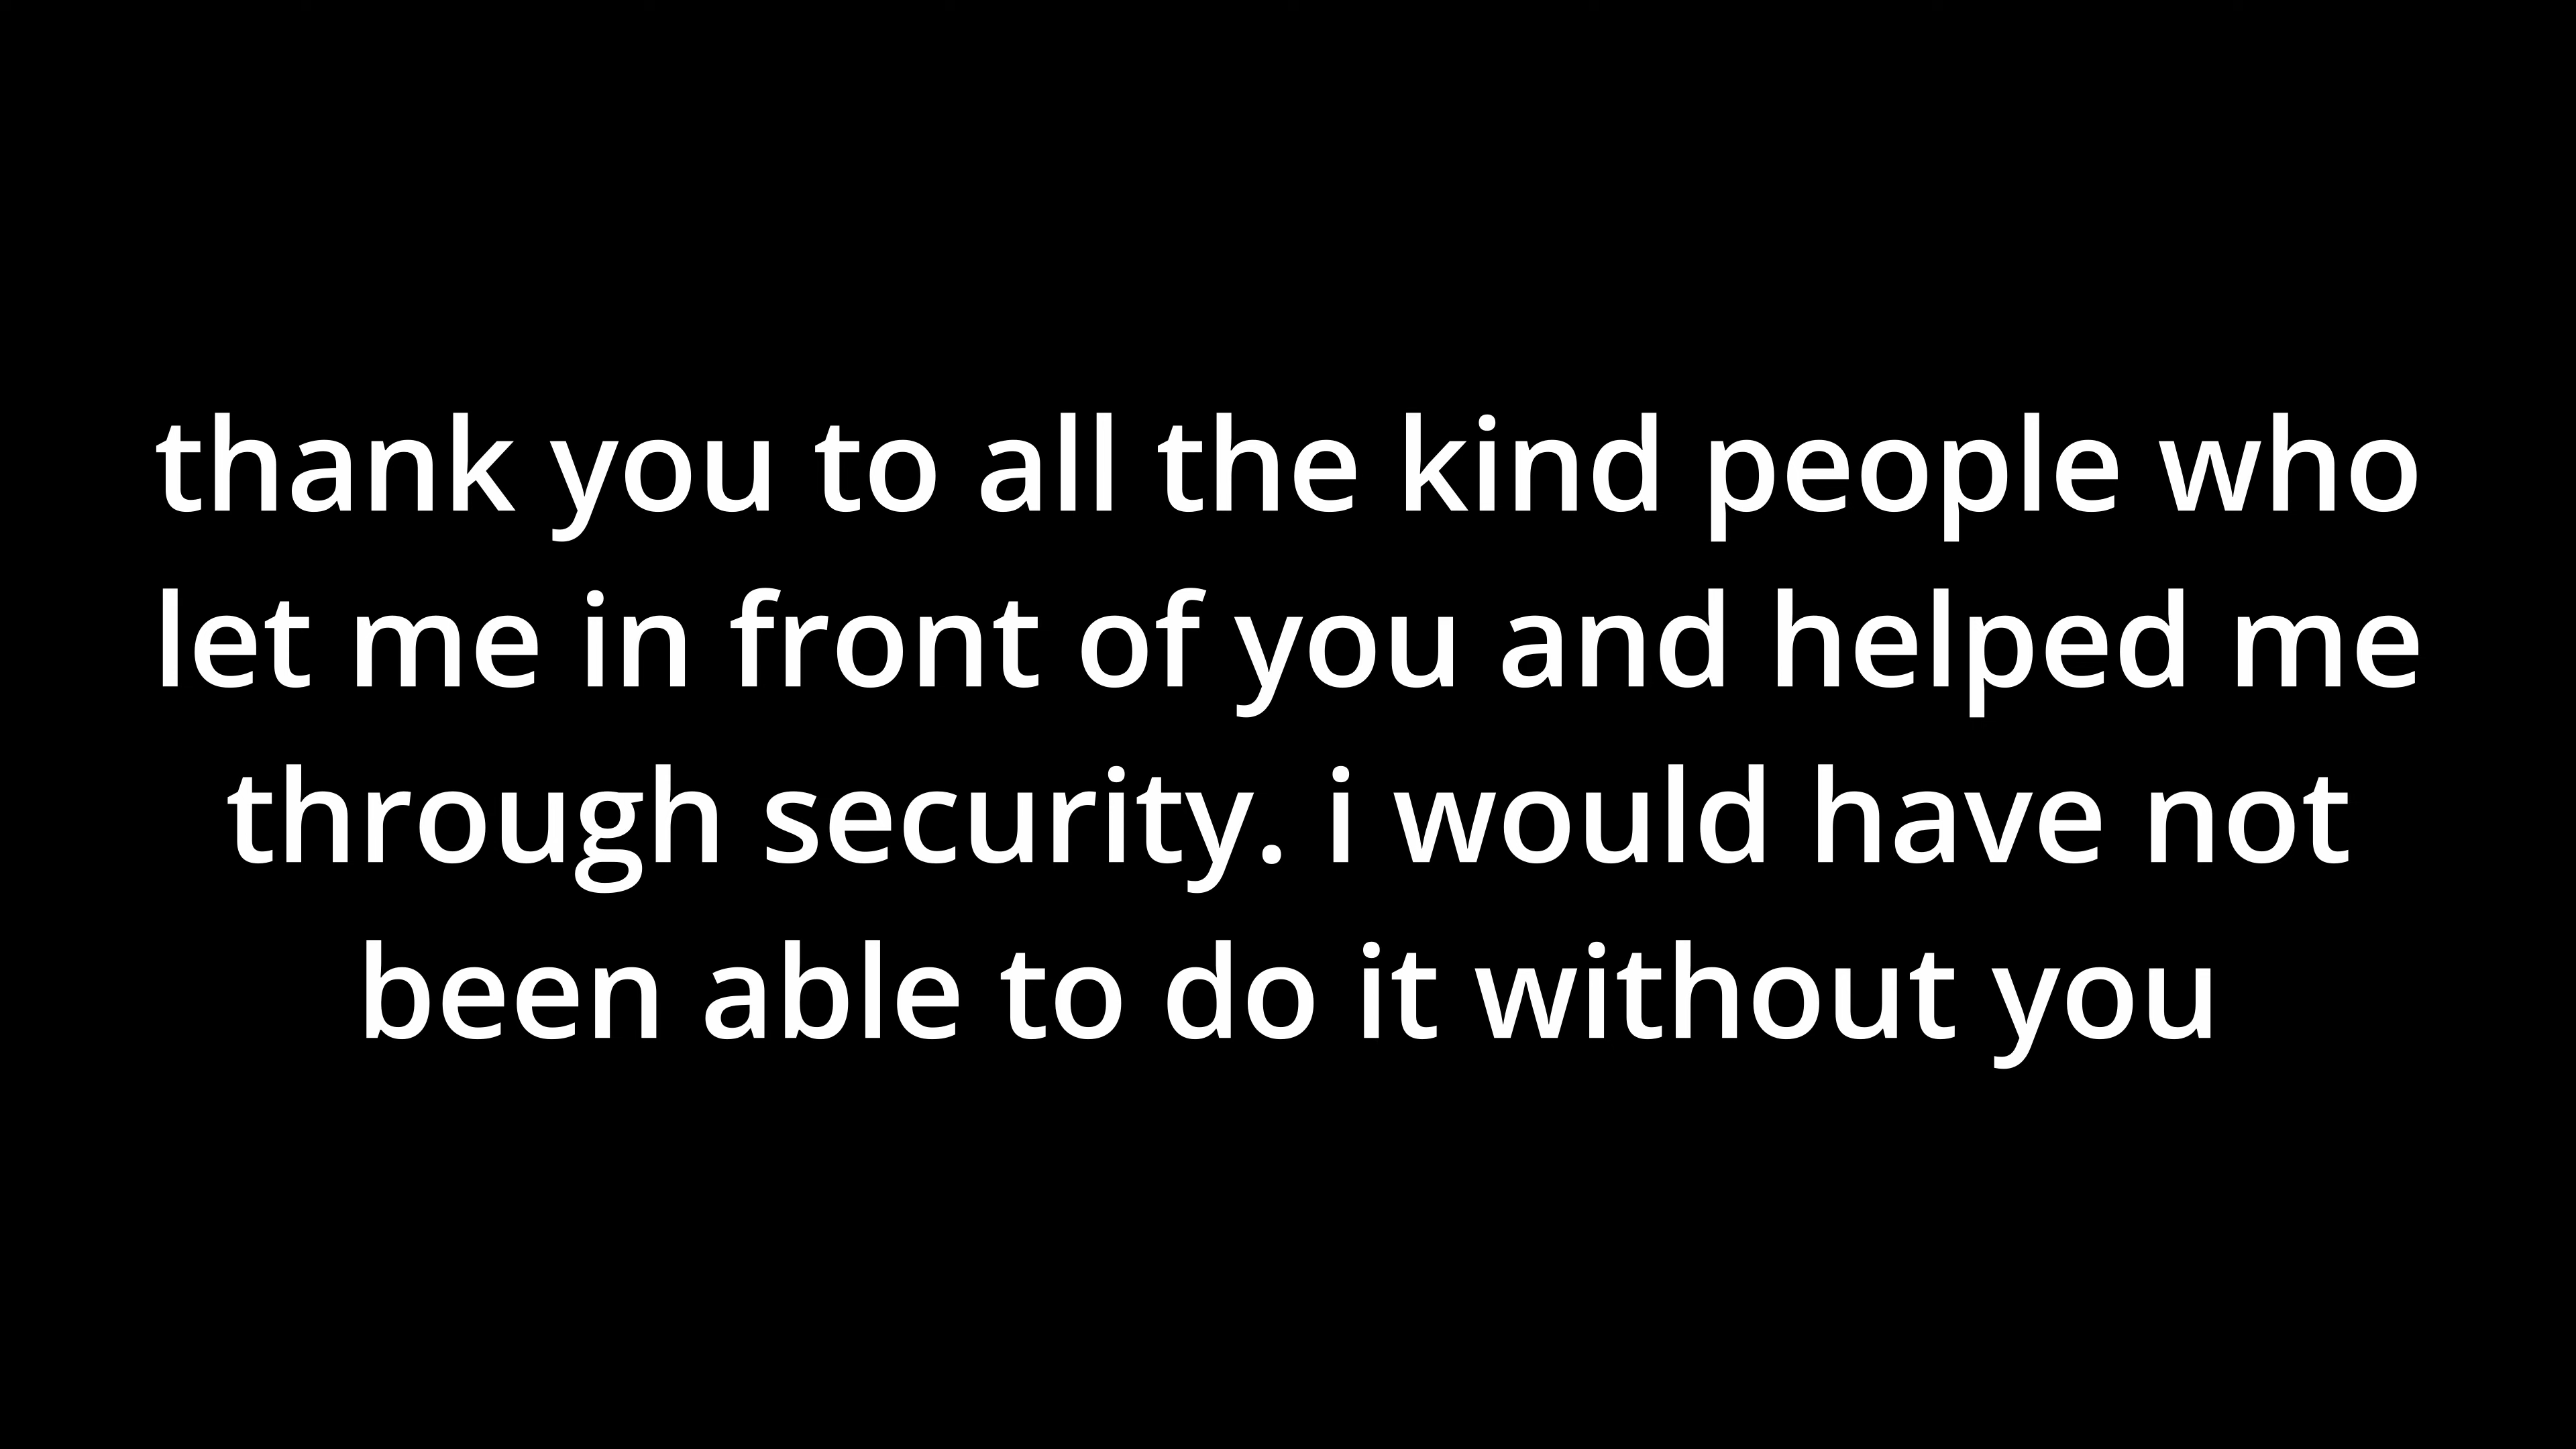 thank you to all the kind people who
let me in front of you and helped me
through security. i would have not
been able to do it without you